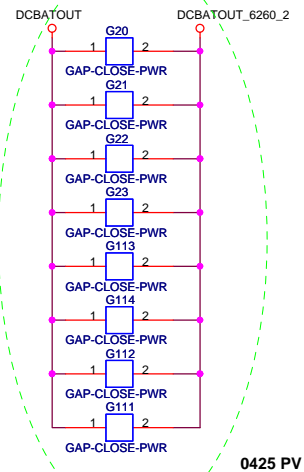 DCBATOUT DCBATOUT_6260_2
G20
1 2
GAP-CLOSE-PWR
G21
1 2
GAP-CLOSE-PWR
G22
1 2
GAP-CLOSE-PWR
G23
1 2
GAP-CLOSE-PWR
G113
1 2
GAP-CLOSE-PWR
G114
1 2
GAP-CLOSE-PWR
G112
1 2
GAP-CLOSE-PWR
G111
1 2
GAP-CLOSE-PWR
0425 PV